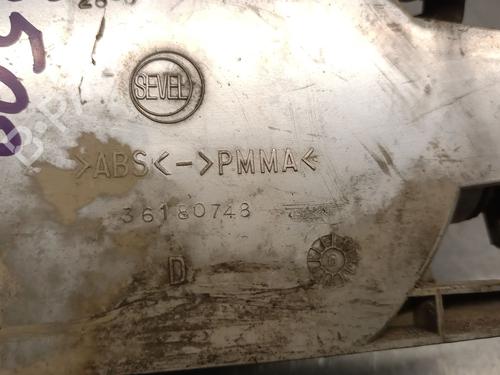 SEVEL
>ABS<->PMMA<
36180748
D